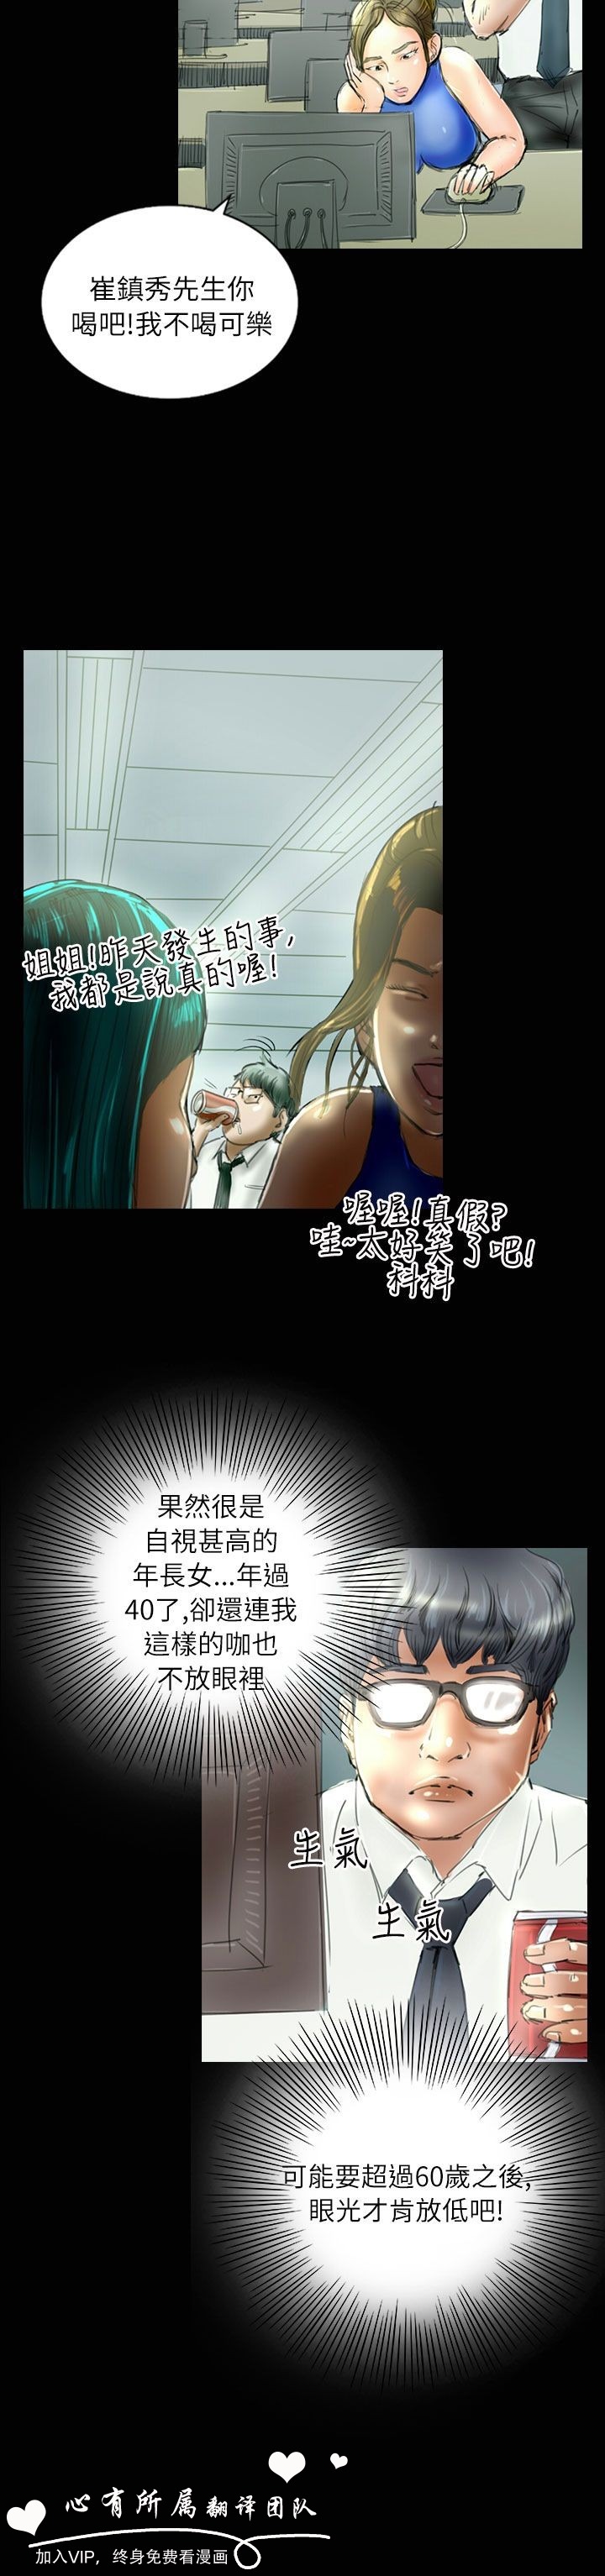 崔鎮秀先生你
喝吧!我不喝可樂
姐姐!昨天發生的事,
我都是說真的喔!
喔喔!真假?
哇~太好笑了吧!
科科
果然很是
自視甚高的
年長女...年過
40了,卻還連我
這樣的咖也
不放眼裡
生氣
生氣
可能要超過60歲之後,
眼光才肯放低吧!
心有所属翻译团队
加入VIP，终身免费看漫画